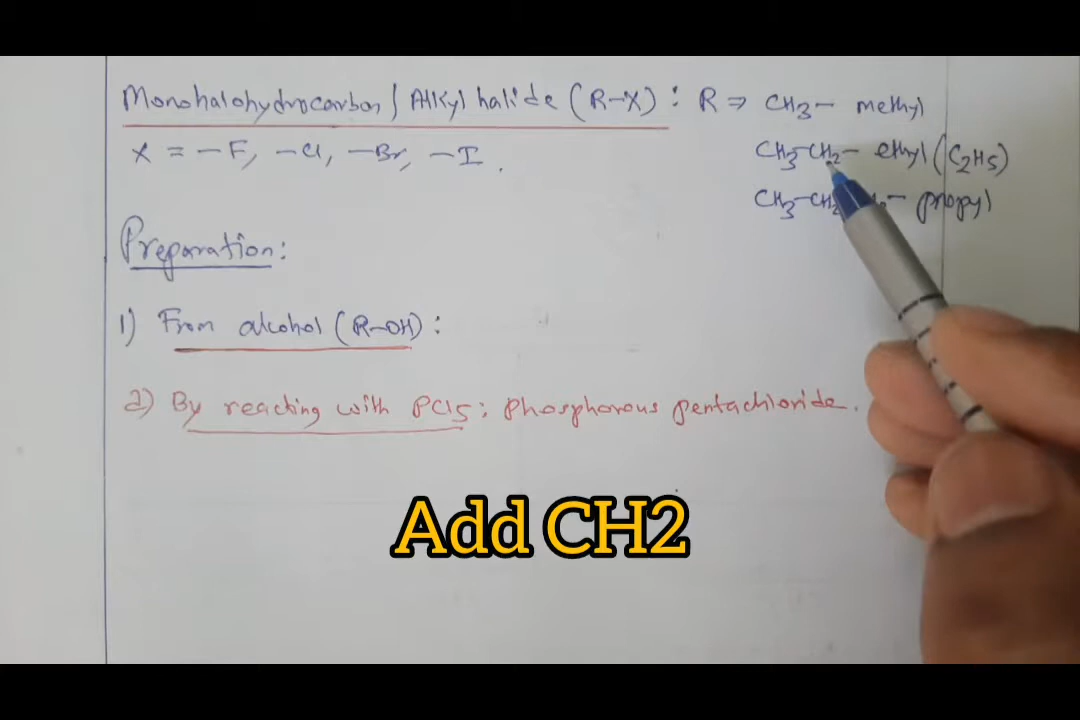 Monohalohydrocarbon / Alkyl halide (R-X) : R ⇒ CH3- methyl
X = -F, -Cl, -Br, -I .
CH3-CH2- ethyl (C2H5)
CH3-CH2 propyl
Preparation:
1) From alcohol (R-OH) :
a) By reacting with PCl5 : phosphorous pentachloride.
Add CH2